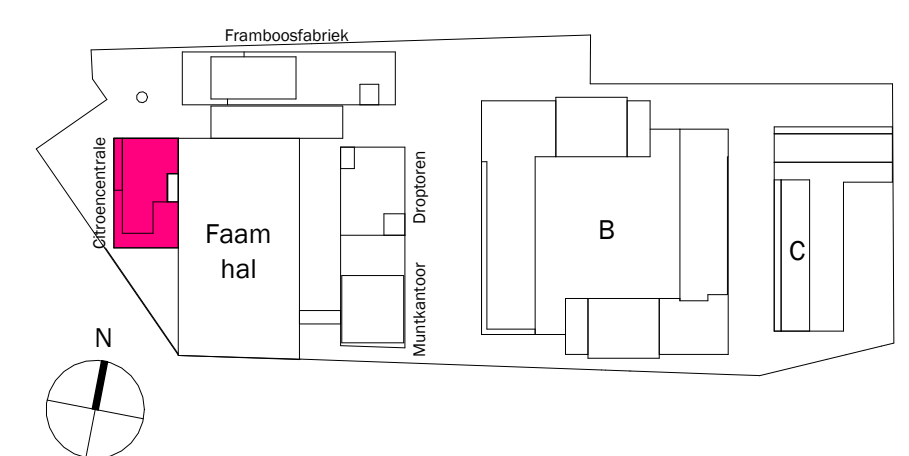 Framboosfabriek
Citroencentrale
Faam
hal
Droptoren
Muntkantoor
B
C
N